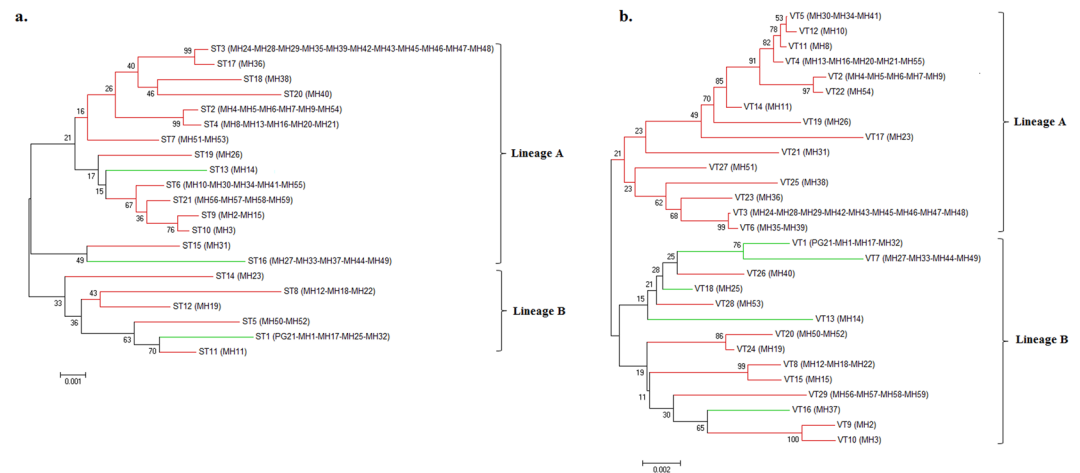 a.
99
ST3 (MH24-MH28-MH29-MH35-MH39-MH42-MH43-MH45-MH46-MH47-MH48)
ST17 (MH36)
40
ST18 (MH38)
46
ST20 (MH40)
26
ST2 (MH4-MH5-MH6-MH7-MH9-MH54)
99
ST4 (MH8-MH13-MH16-MH20-MH21)
16
ST7 (MH51-MH53)
21
ST19 (MH26)
17
ST13 (MH14)
15
ST6 (MH10-MH30-MH34-MH41-MH55)
67
ST21 (MH56-MH57-MH58-MH59)
36
ST9 (MH2-MH15)
76
ST10 (MH3)
ST15 (MH31)
49
ST16 (MH27-MH33-MH37-MH44-MH49)
Lineage A
ST14 (MH23)
33
ST8 (MH12-MH18-MH22)
43
ST12 (MH19)
36
ST5 (MH50-MH52)
63
ST1 (PG21-MH1-MH17-MH25-MH32)
70
ST11 (MH11)
Lineage B
0.001
b.
53
VT5 (MH30-MH34-MH41)
78
VT12 (MH10)
82
VT11 (MH8)
91
VT4 (MH13-MH16-MH20-MH21-MH55)
VT2 (MH4-MH5-MH6-MH7-MH9)
97
VT22 (MH54)
85
VT14 (MH11)
70
VT19 (MH26)
49
VT17 (MH23)
21
VT21 (MH31)
23
VT27 (MH51)
VT25 (MH38)
62
VT23 (MH36)
68
VT3 (MH24-MH28-MH29-MH42-MH43-MH45-MH46-MH47-MH48)
99
VT6 (MH35-MH39)
Lineage A
76
VT1 (PG21-MH1-MH17-MH32)
25
VT7 (MH27-MH33-MH44-MH49)
28
VT26 (MH40)
21
VT18 (MH25)
15
VT28 (MH53)
VT13 (MH14)
86
VT20 (MH50-MH52)
VT24 (MH19)
19
VT8 (MH12-MH18-MH22)
99
VT15 (MH15)
11
VT29 (MH56-MH57-MH58-MH59)
30
VT16 (MH37)
65
VT9 (MH2)
100
VT10 (MH3)
Lineage B
0.002